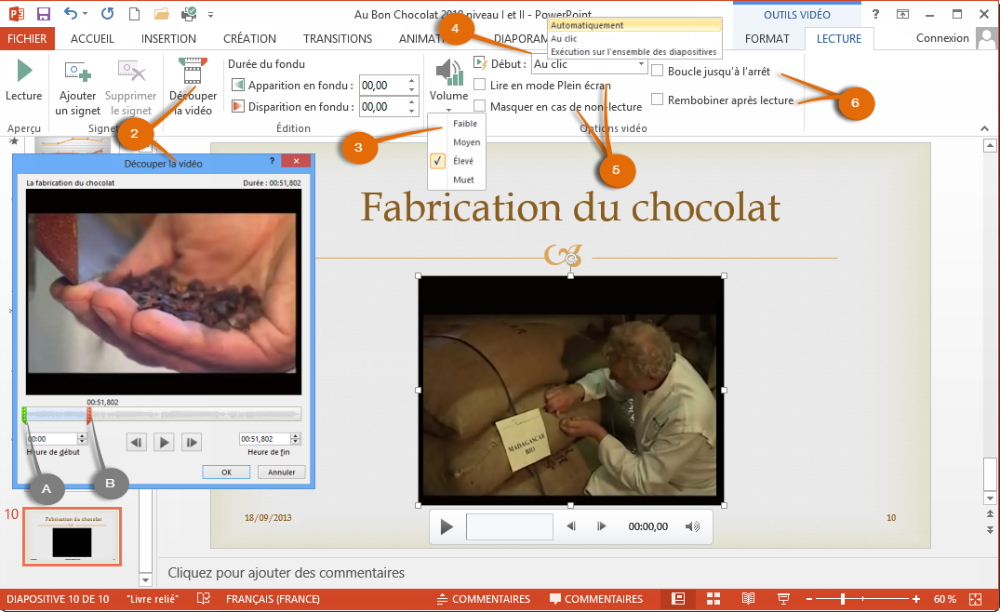 Au Bon Chocolat 2010 niveau I et II - PowerPoint
OUTILS VIDÉO
?
FICHIER
ACCUEIL
INSERTION
CRÉATION
TRANSITIONS
ANIMAT
DIAPORAM
FORMAT
LECTURE
Connexion
4
Automatiquement
Au clic
Exécution sur l'ensemble des diapositives
Lecture
Ajouter
un signet
Supprimer
le signet
Découper
la vidéo
Durée du fondu
Apparition en fondu : 00,00
Disparition en fondu : 00,00
Volume
Début : Au clic
Lire en mode Plein écran
Masquer en cas de non-lecture
Boucle jusqu'à l'arrêt
Rembobiner après lecture
Aperçu
Signet
Édition
Options vidéo
2
3
5
6
Faible
Moyen
Élevé
Muet
Découper la vidéo
?
La fabrication du chocolat
Durée : 00:51,802
00:51,802
00:00
00:51,802
Heure de début
Heure de fin
OK
Annuler
A
B
Fabrication du chocolat
MADAGASCAR
BIO
18/09/2013
10
00:00,00
10
Fabrication du chocolat
Cliquez pour ajouter des commentaires
DIAPOSITIVE 10 DE 10
"Livre relié"
FRANÇAIS (FRANCE)
COMMENTAIRES
COMMENTAIRES
60 %